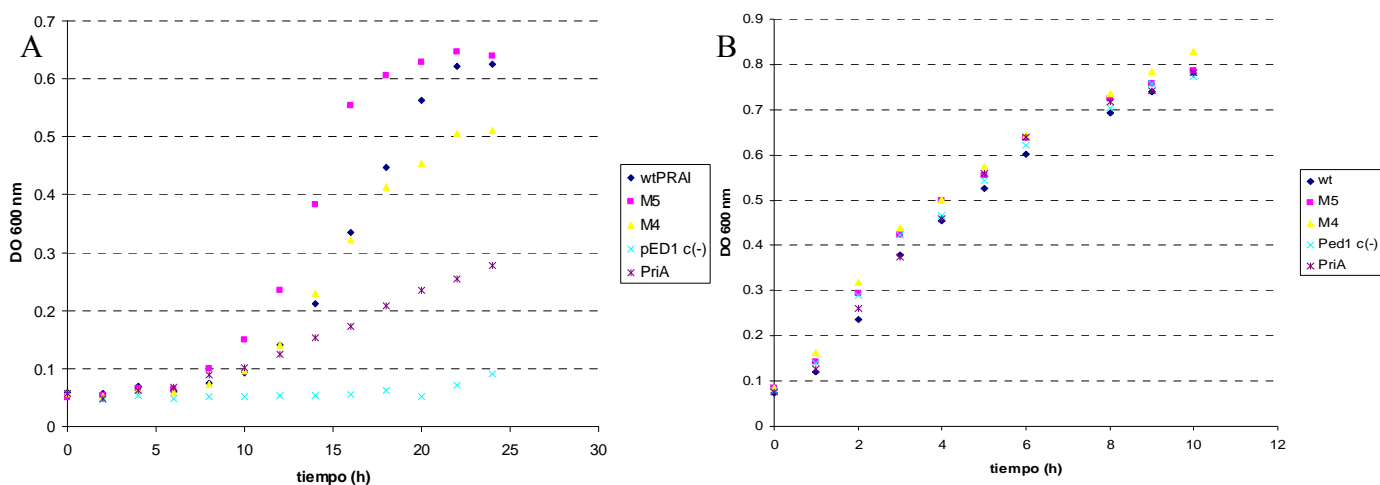 A
0.7
0.6
0.5
0.4
0.3
0.2
0.1
0
DO 600 nm
0 5 10 15 20 25 30
tiempo (h)
wtPRAI
M5
M4
pED1 c(-)
PriA
B
0.9
0.8
0.7
0.6
0.5
0.4
0.3
0.2
0.1
0
DO 600 nm
0 2 4 6 8 10 12
tiempo (h)
wt
M5
M4
Ped1 c(-)
PriA